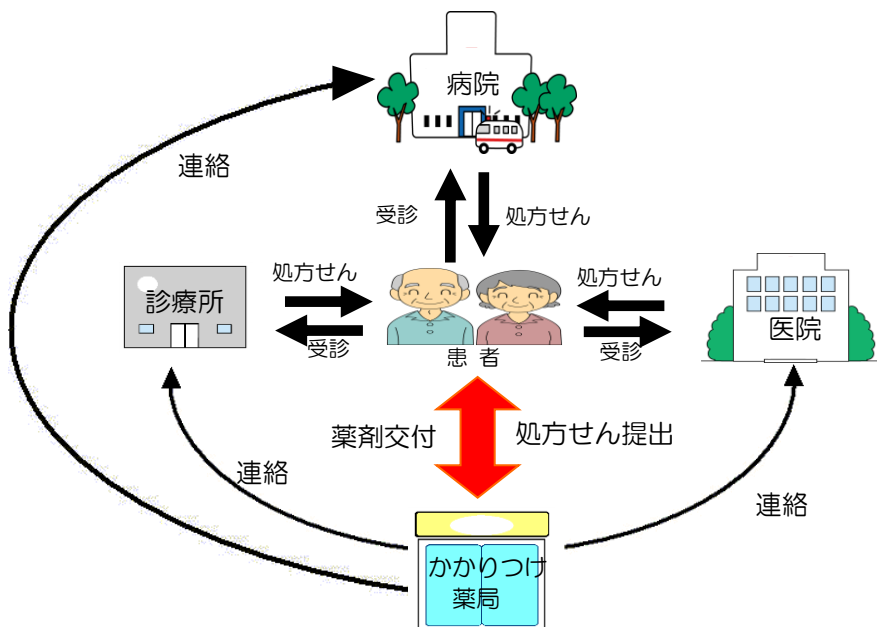 病院
連絡
受診
処方せん
処方せん
処方せん
診療所
医院
受診
患者
受診
薬剤交付
処方せん提出
連絡
連絡
かかりつけ
薬局